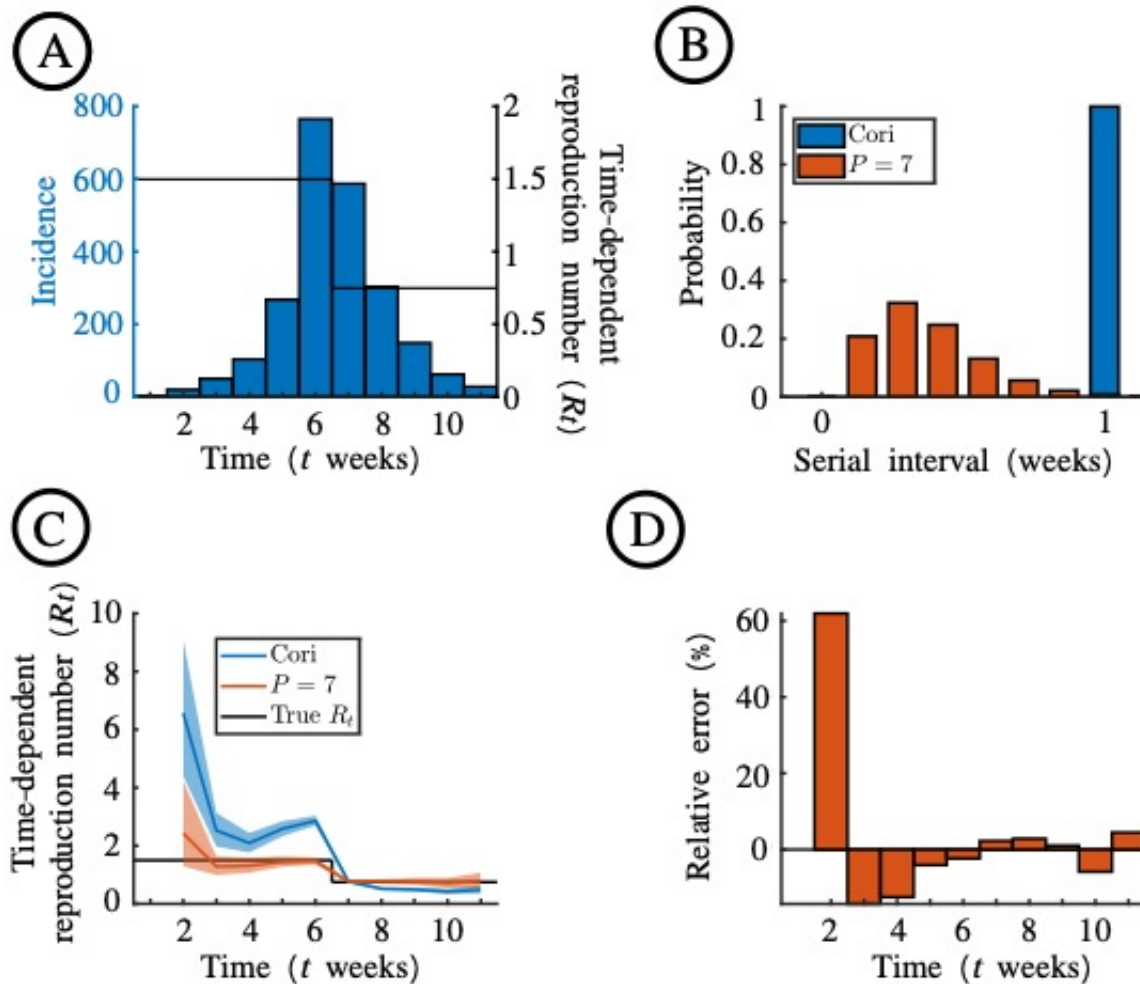 A
800
600
400
200
0
Incidence
2
1.5
1
0.5
0
Time-dependent
reproduction number (Rt)
2 4 6 8 10
Time (t weeks)
B
1
0.8
0.6
0.4
0.2
0
Probability
Cori
P = 7
0 1
Serial interval (weeks)
C
10
8
6
4
2
0
Time-dependent
reproduction number (Rt)
Cori
P = 7
True Rt
2 4 6 8 10
Time (t weeks)
D
60
40
20
0
Relative error (%)
2 4 6 8 10
Time (t weeks)